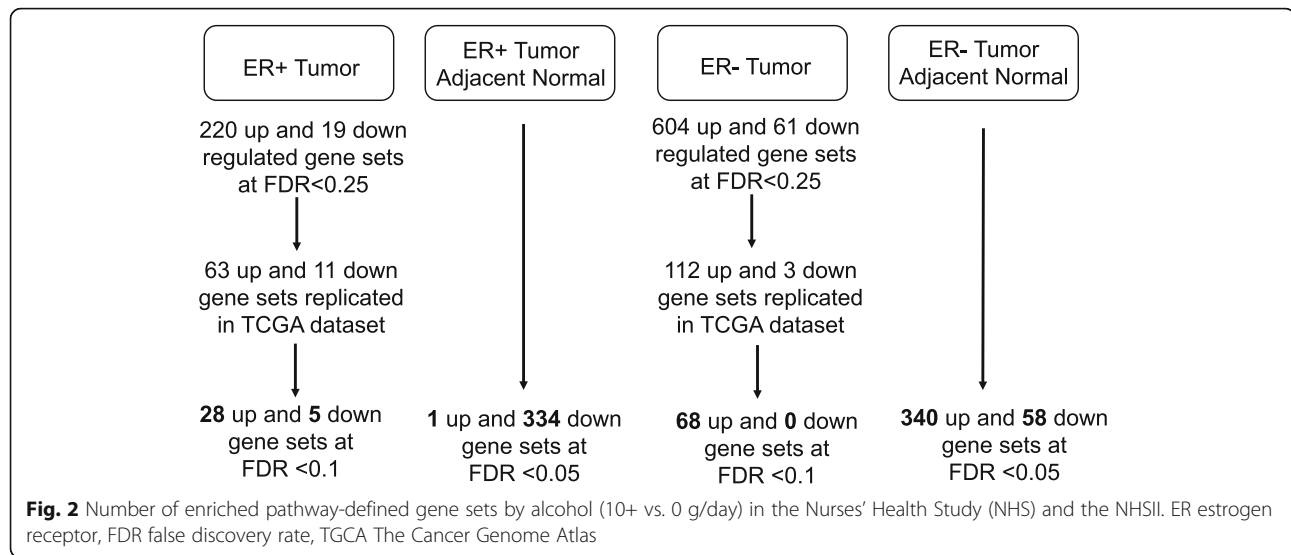 ER+ Tumor
ER+ Tumor
Adjacent Normal
ER- Tumor
ER- Tumor
Adjacent Normal
220 up and 19 down
regulated gene sets
at FDR<0.25
604 up and 61 down
regulated gene sets
at FDR<0.25
63 up and 11 down
gene sets replicated
in TCGA dataset
112 up and 3 down
gene sets replicated
in TCGA dataset
28 up and 5 down
gene sets at
FDR <0.1
1 up and 334 down
gene sets at
FDR <0.05
68 up and 0 down
gene sets at
FDR <0.1
340 up and 58 down
gene sets at
FDR <0.05
Fig. 2 Number of enriched pathway-defined gene sets by alcohol (10+ vs. 0 g/day) in the Nurses’ Health Study (NHS) and the NHSII. ER estrogen
receptor, FDR false discovery rate, TGCA The Cancer Genome Atlas